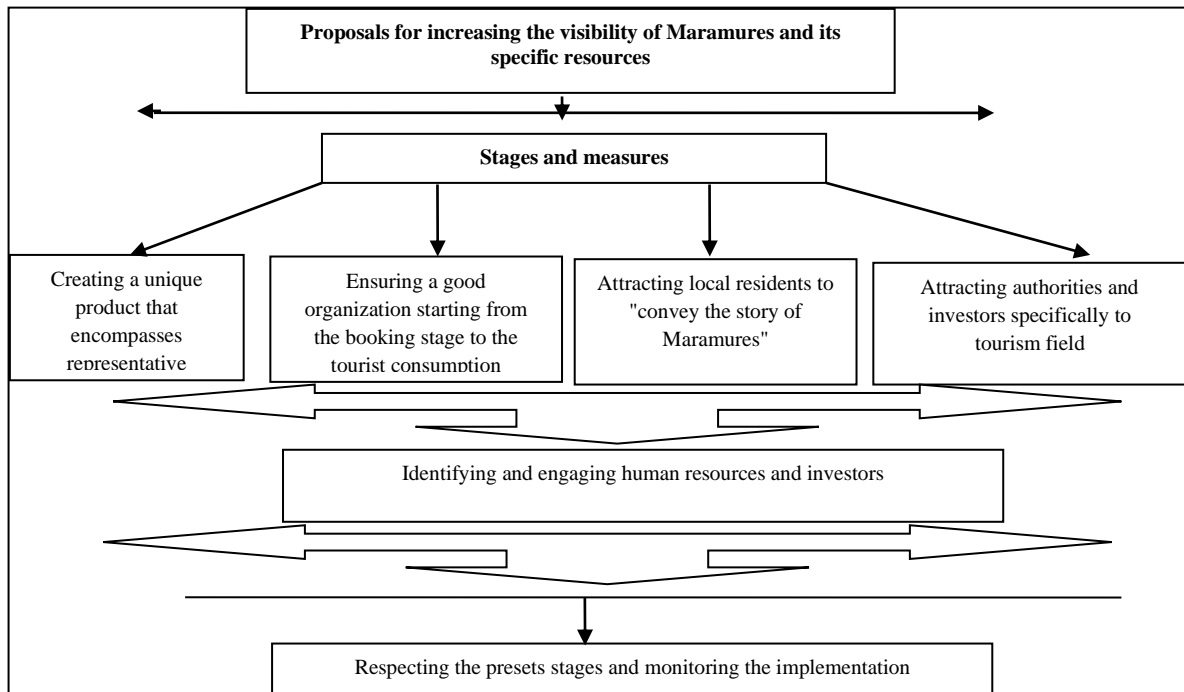 Proposals for increasing the visibility of Maramures and its
specific resources
Stages and measures
Creating a unique
product that
encompasses
representative
Ensuring a good
organization starting from
the booking stage to the
tourist consumption
Attracting local residents to
"convey the story of
Maramures"
Attracting authorities and
investors specifically to
tourism field
Identifying and engaging human resources and investors
Respecting the presets stages and monitoring the implementation